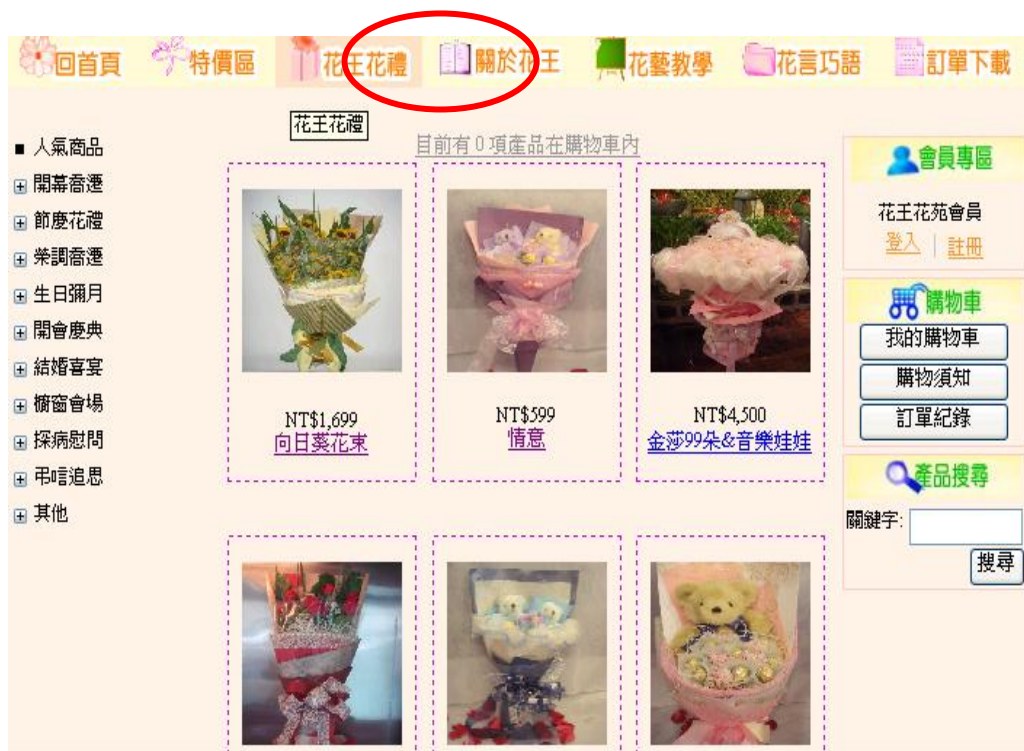 回首頁 特價區 花王花禮 關於花王 花藝教學 花言巧語 訂單下載
花王花禮
目前有 0 項產品在購物車內
人氣商品
開幕喬遷
節慶花禮
榮調喬遷
生日彌月
開會慶典
結婚喜宴
櫥窗會場
探病慰問
弔唁追思
其他
NT$1,699
向日葵花束
NT$599
情意
NT$4,500
金莎99朵&音樂娃娃
會員專區
花王花苑會員
登入 | 註冊
購物車
我的購物車
購物須知
訂單紀錄
產品搜尋
關鍵字:
搜尋